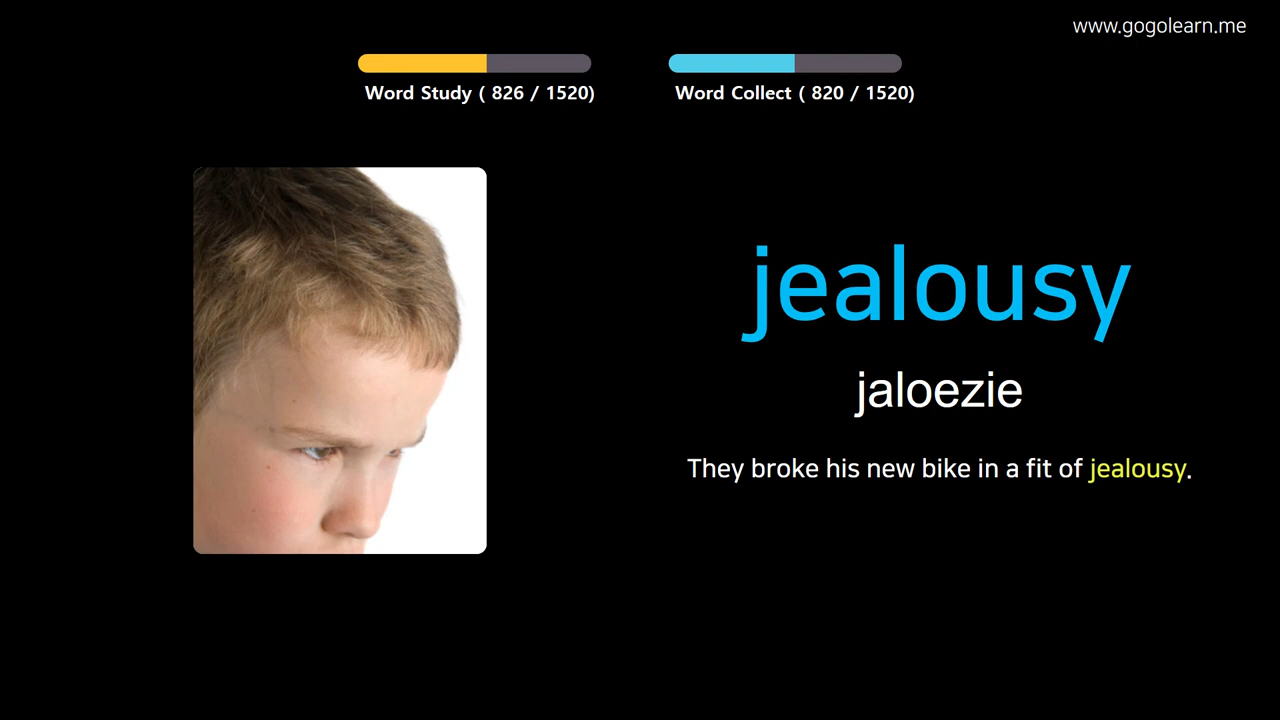 www.gogolearn.me
Word Study ( 826 / 1520)
Word Collect ( 820 / 1520)
jealousy
jaloezie
They broke his new bike in a fit of jealousy.